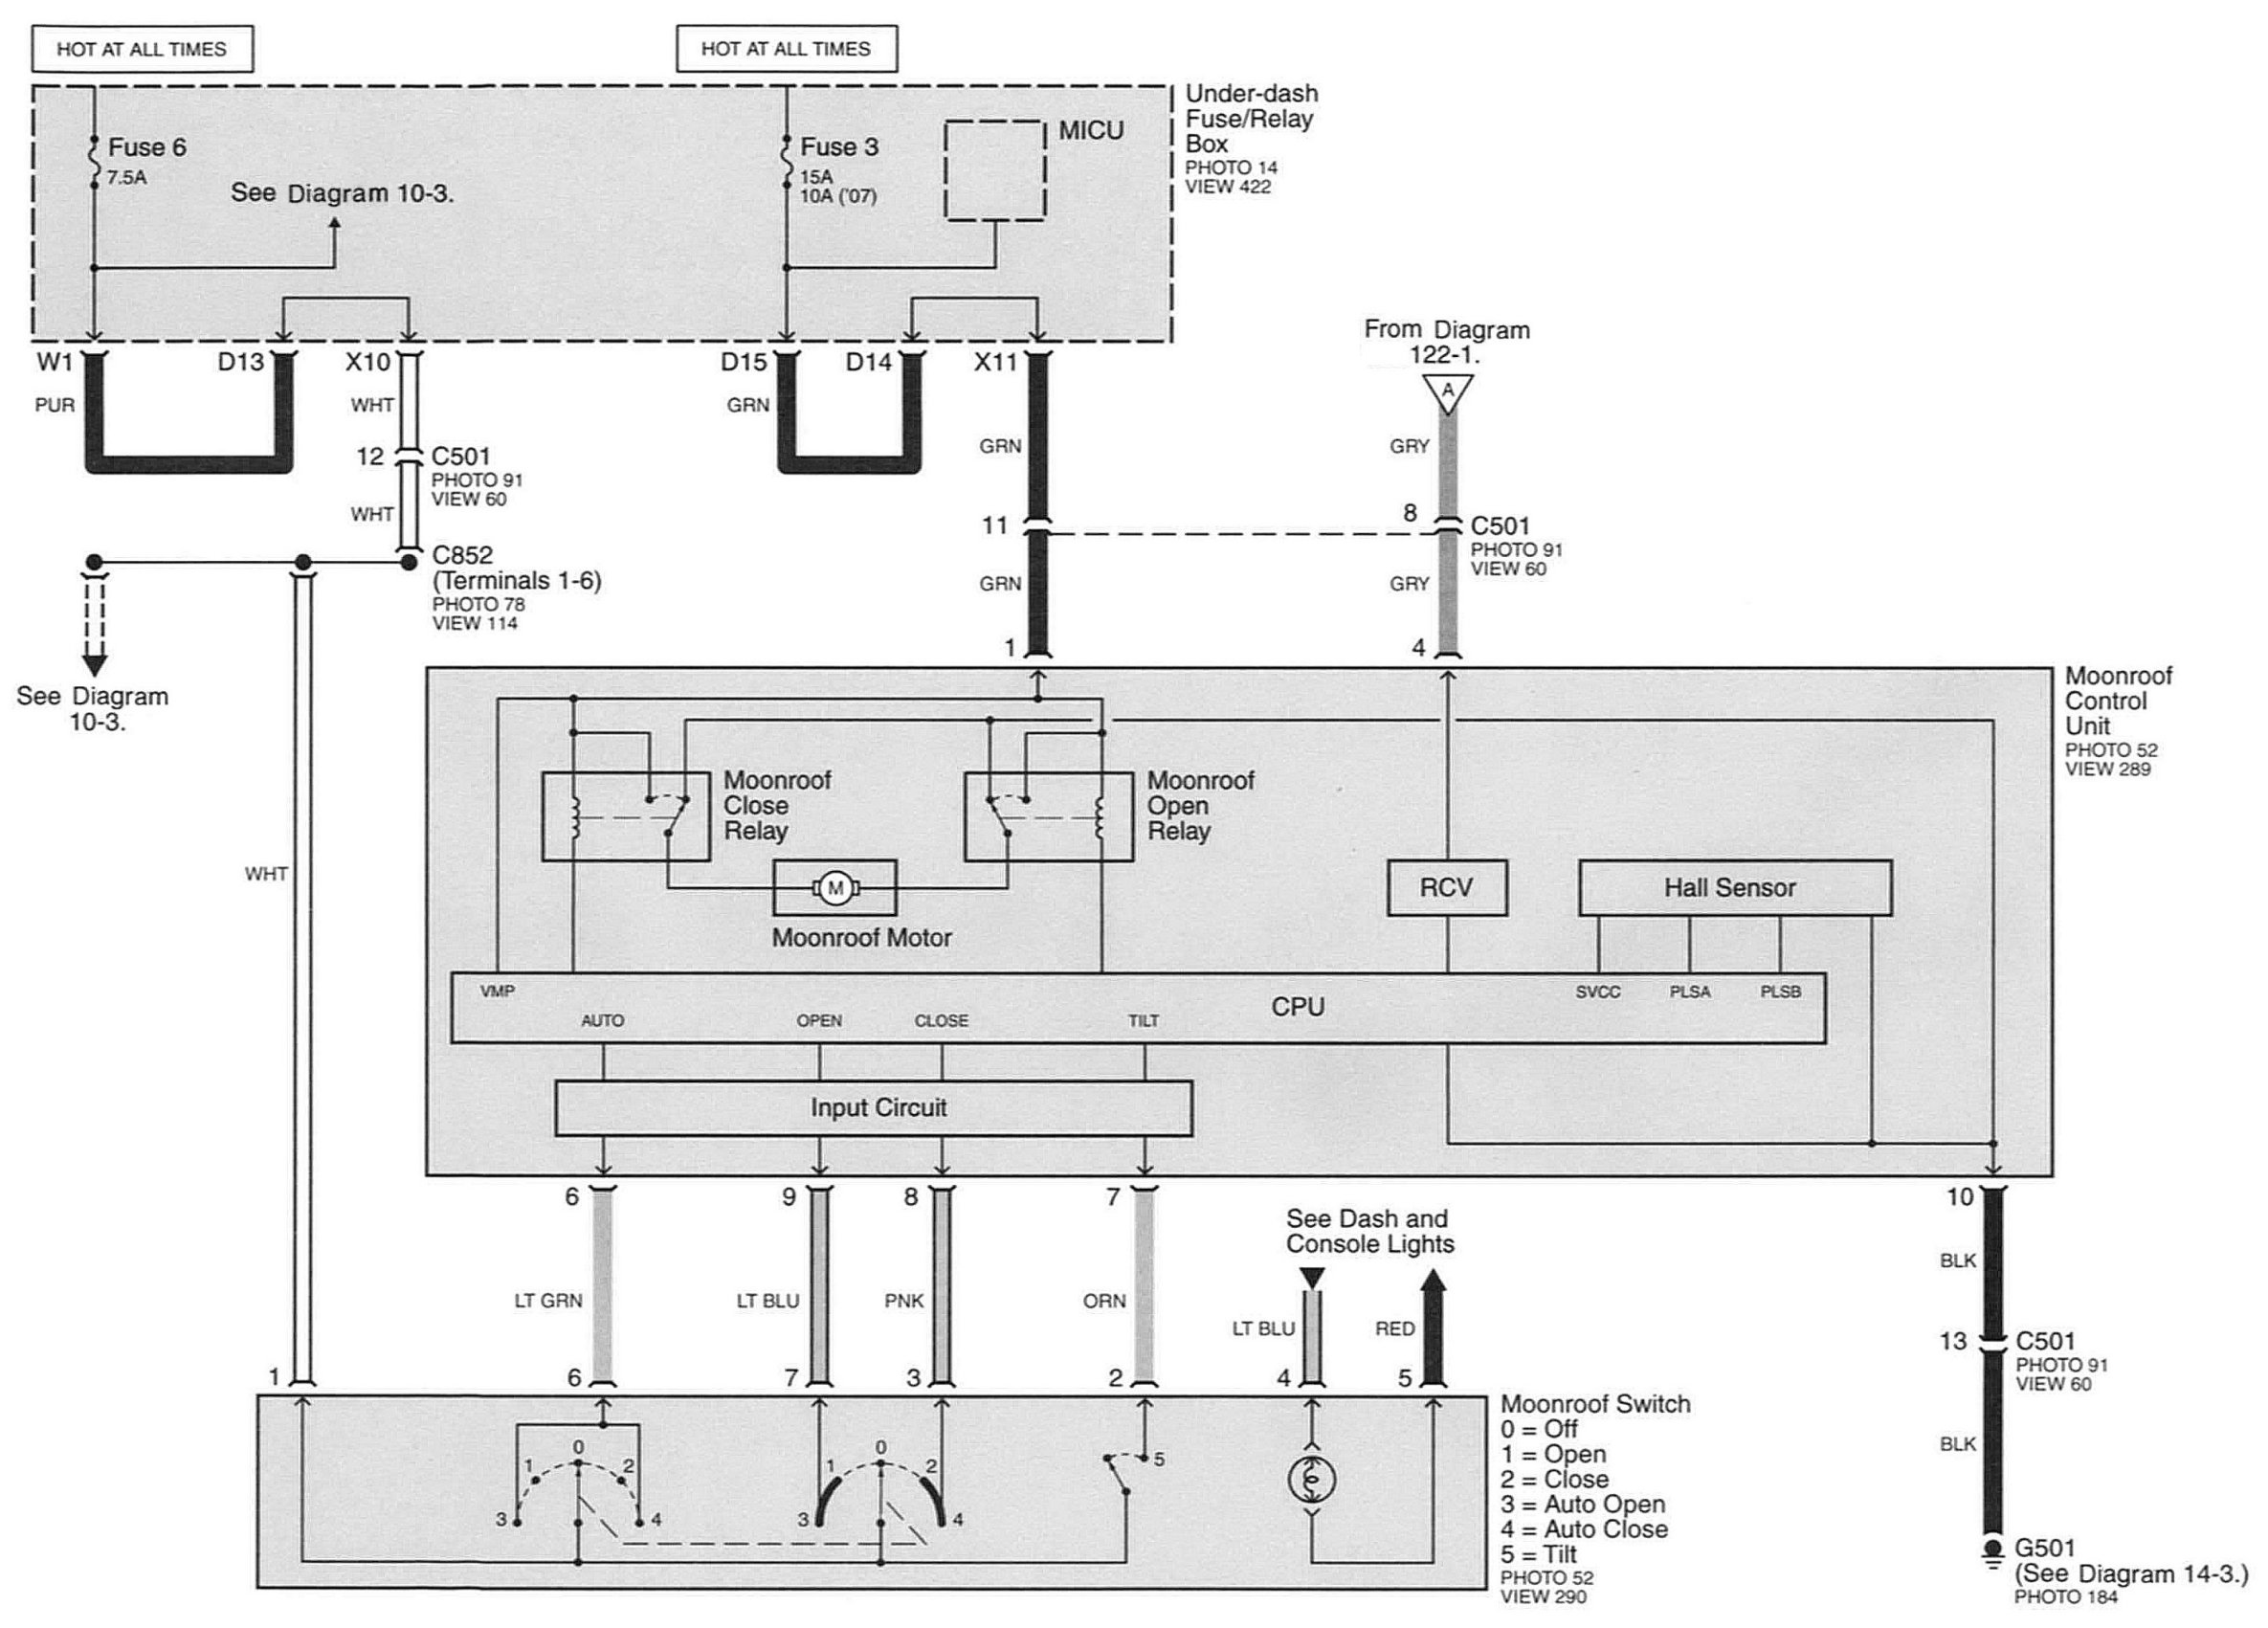 HOT AT ALL TIMES
HOT AT ALL TIMES
Under-dash
Fuse/Relay
Box
PHOTO 14
VIEW 422
Fuse 6
7.5A
See Diagram 10-3.
Fuse 3
15A
10A ('07)
MICU
W1
D13
X10
D15
D14
X11
PUR
WHT
GRN
GRN
From Diagram
122-1.
A
GRY
12
C501
PHOTO 91
VIEW 60
WHT
11
8
C501
PHOTO 91
VIEW 60
C852
(Terminals 1-6)
PHOTO 78
VIEW 114
GRN
GRY
1
4
See Diagram
10-3.
Moonroof
Control
Unit
PHOTO 52
VIEW 289
Moonroof
Close
Relay
Moonroof
Open
Relay
WHT
M
Moonroof Motor
RCV
Hall Sensor
VMP
SVCC
PLSA
PLSB
CPU
AUTO
OPEN
CLOSE
TILT
Input Circuit
6
9
8
7
10
See Dash and
Console Lights
BLK
LT GRN
LT BLU
PNK
ORN
LT BLU
RED
13
C501
PHOTO 91
VIEW 60
1
6
7
3
2
4
5
BLK
Moonroof Switch
0 = Off
1 = Open
2 = Close
3 = Auto Open
4 = Auto Close
5 = Tilt
PHOTO 52
VIEW 290
0
1
2
3
4
0
1
2
3
4
5
G501
(See Diagram 14-3.)
PHOTO 184